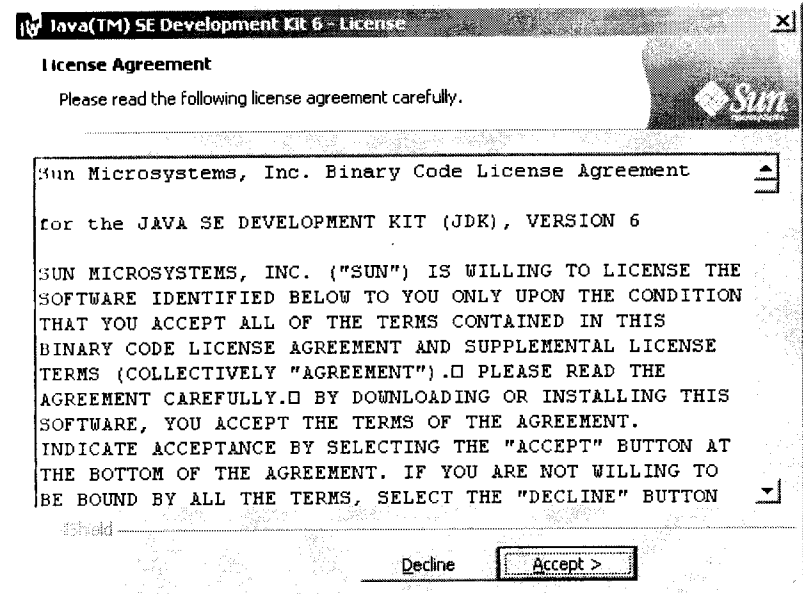 Java(TM) SE Development Kit 6 - License
License Agreement
Please read the following license agreement carefully.
Sun
microsystems
Sun Microsystems, Inc. Binary Code License Agreement
for the JAVA SE DEVELOPMENT KIT (JDK), VERSION 6
SUN MICROSYSTEMS, INC. ("SUN") IS WILLING TO LICENSE THE
SOFTWARE IDENTIFIED BELOW TO YOU ONLY UPON THE CONDITION
THAT YOU ACCEPT ALL OF THE TERMS CONTAINED IN THIS
BINARY CODE LICENSE AGREEMENT AND SUPPLEMENTAL LICENSE
TERMS (COLLECTIVELY "AGREEMENT").□ PLEASE READ THE
AGREEMENT CAREFULLY.□ BY DOWNLOADING OR INSTALLING THIS
SOFTWARE, YOU ACCEPT THE TERMS OF THE AGREEMENT.
INDICATE ACCEPTANCE BY SELECTING THE "ACCEPT" BUTTON AT
THE BOTTOM OF THE AGREEMENT. IF YOU ARE NOT WILLING TO
BE BOUND BY ALL THE TERMS, SELECT THE "DECLINE" BUTTON
Decline
Accept >